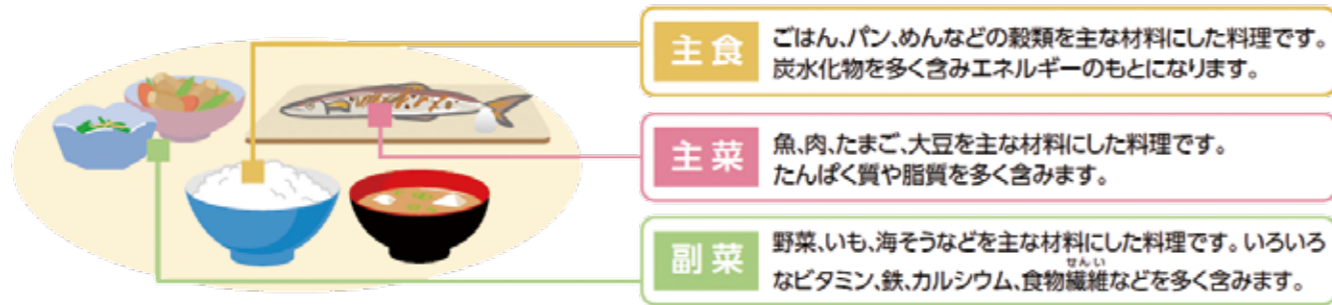 主食
ごはん、パン、めんなどの穀類を主な材料にした料理です。
炭水化物を多く含みエネルギーのもとになります。
主菜
魚、肉、たまご、大豆を主な材料にした料理です。
たんぱく質や脂質を多く含みます。
副菜
野菜、いも、海そうなどを主な材料にした料理です。いろいろ
せんい
なビタミン、鉄、カルシウム、食物繊維などを多く含みます。